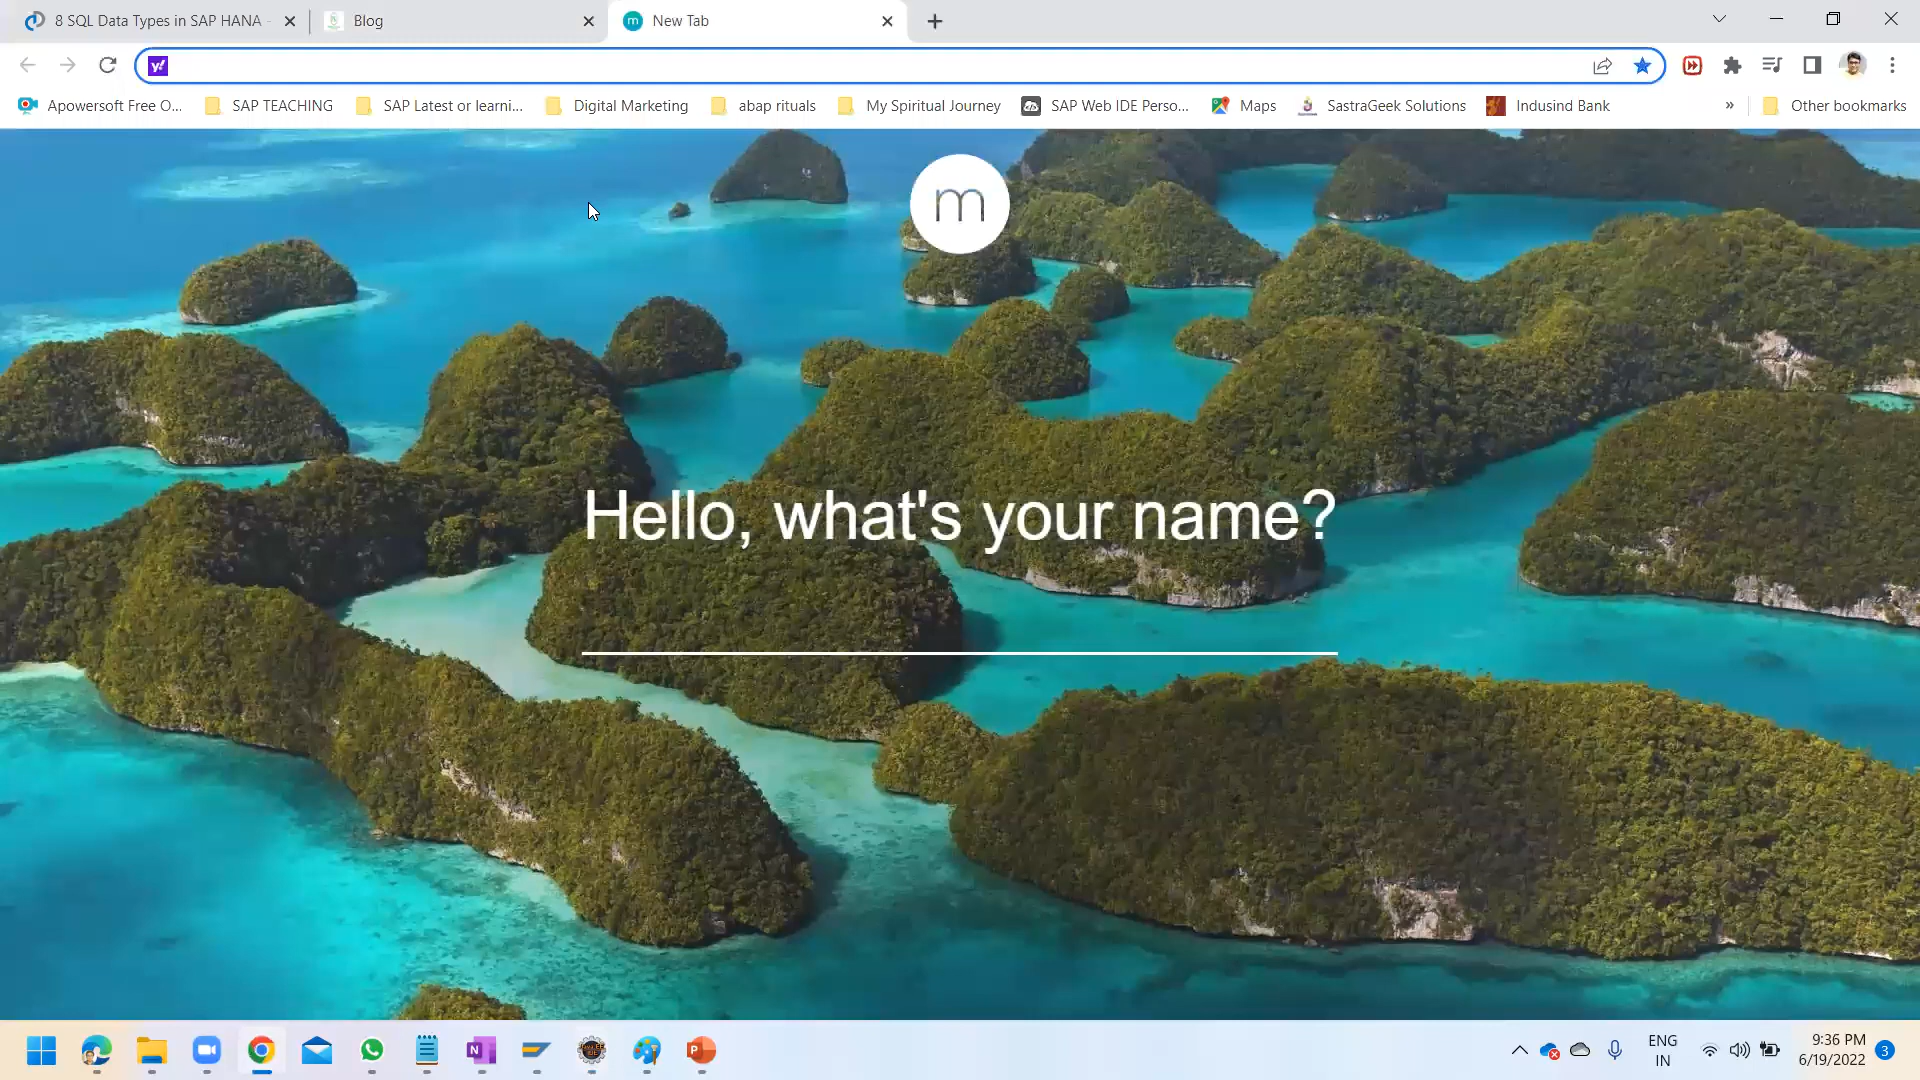 8 SQL Data Types in SAP HANA -
Blog
m New Tab
y!
Apowersoft Free O...
SAP TEACHING
SAP Latest or learni...
Digital Marketing
abap rituals
My Spiritual Journey
SAP Web IDE Perso...
Maps
SastraGeek Solutions
Indusind Bank
»
Other bookmarks
m
Hello, what's your name?
N
P
ENG
IN
9:36 PM
6/19/2022
3